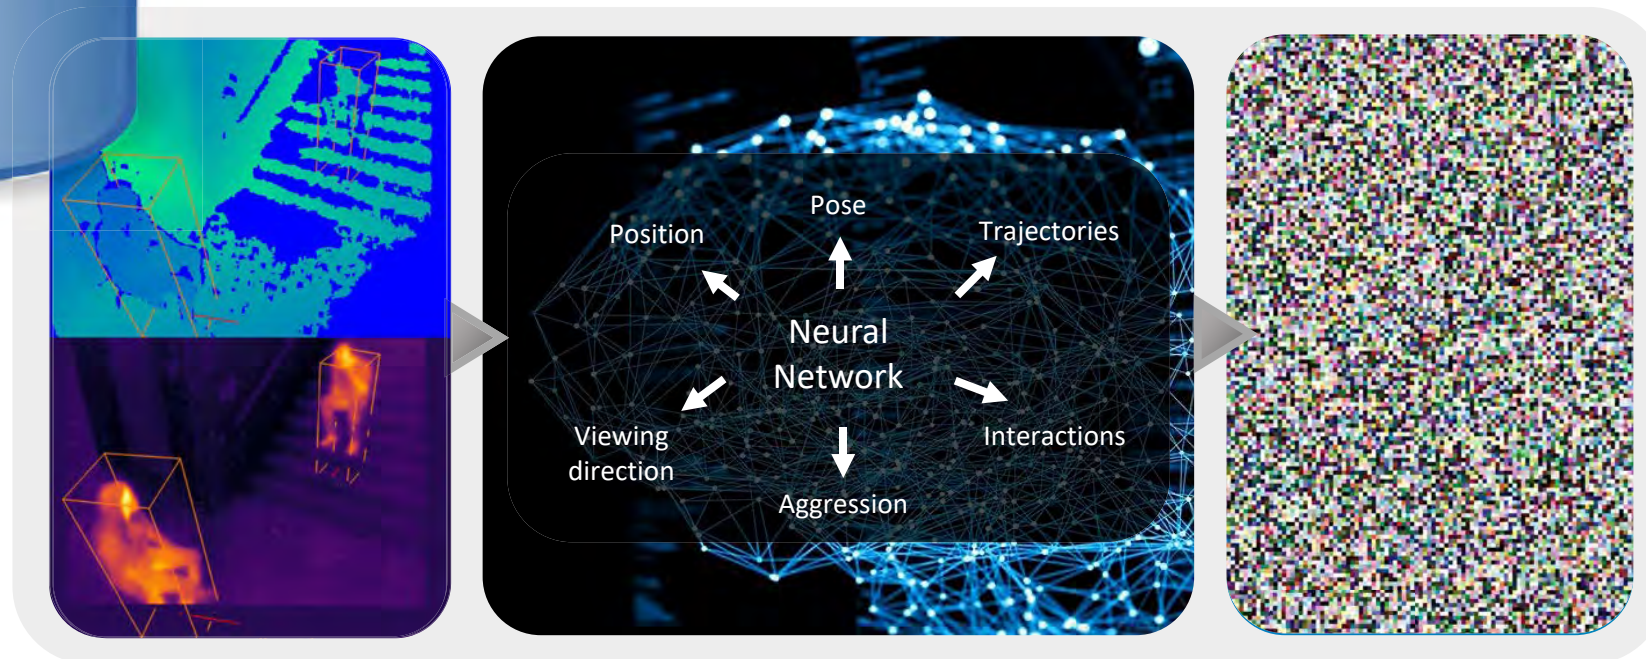 Pose
Position
Trajectories
Neural
Network
Viewing
direction
Interactions
Aggression